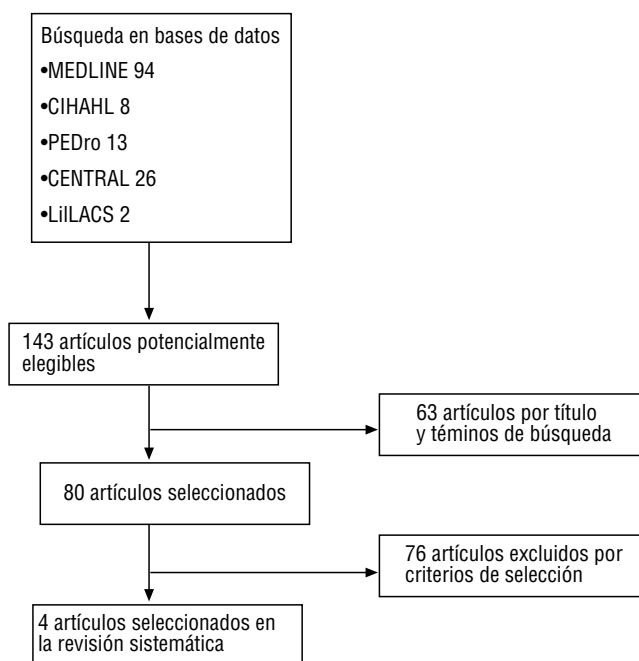 Búsqueda en bases de datos
•MEDLINE 94
•CIHAHL 8
•PEDro 13
•CENTRAL 26
•LiILACS 2
143 artículos potencialmente
elegibles
63 artículos por título
y téminos de búsqueda
80 artículos seleccionados
76 artículos excluidos por
criterios de selección
4 artículos seleccionados en
la revisión sistemática